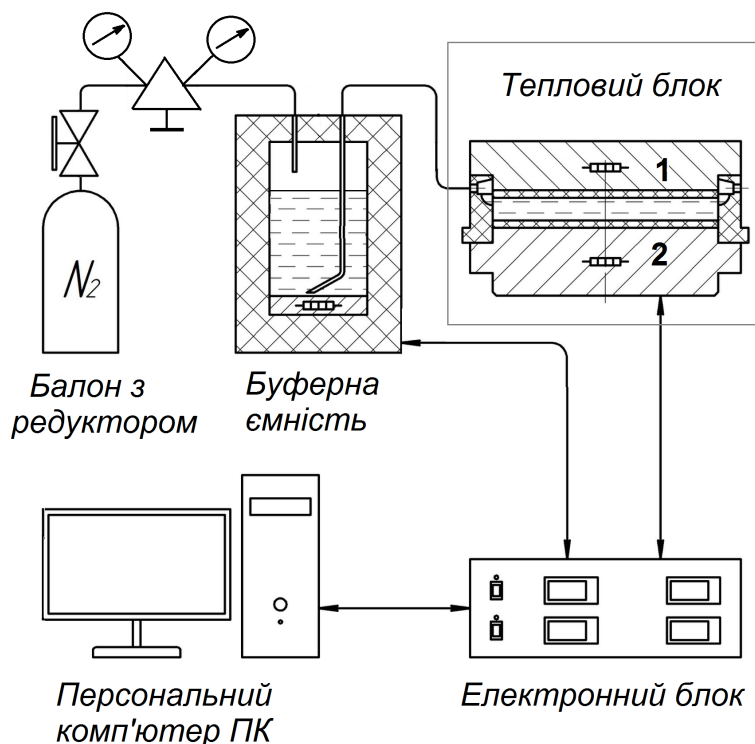 Тепловий блок
1
2
N₂
Балон з
редуктором
Буферна
ємність
Персональний
комп'ютер ПК
Електронний блок